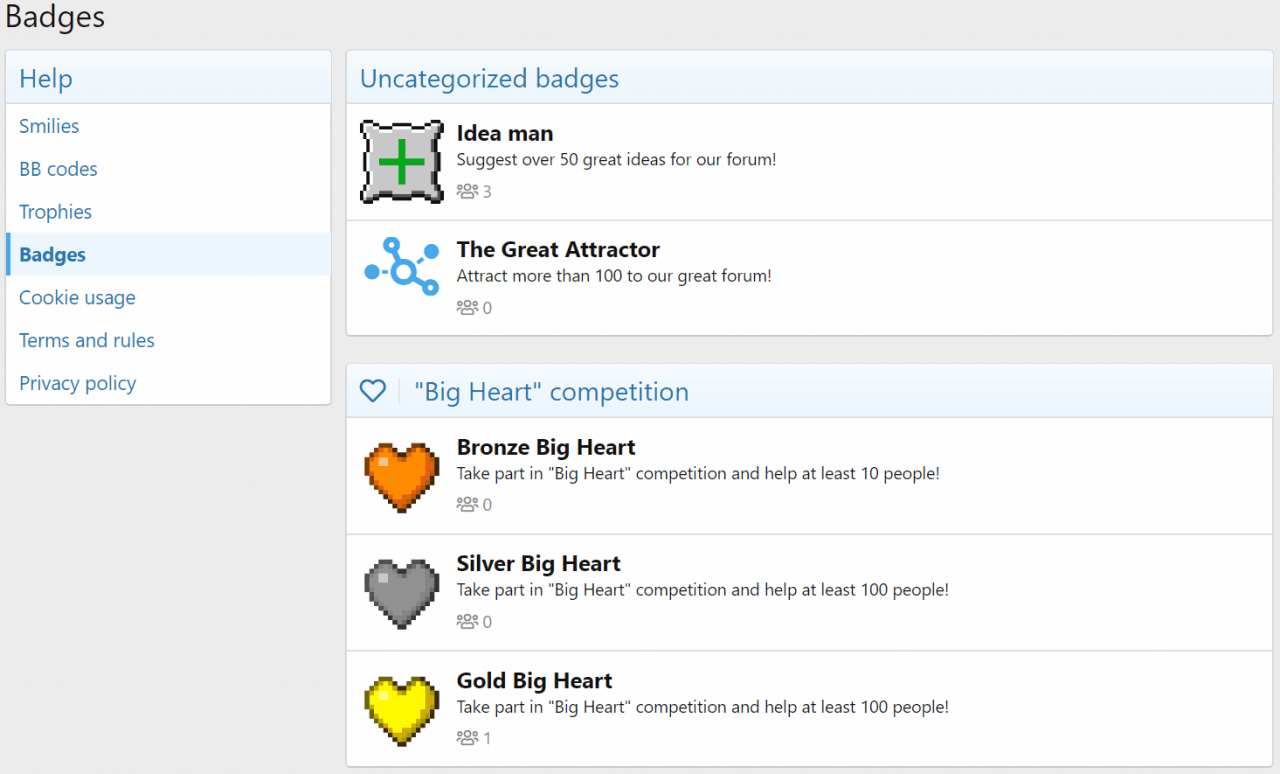 Badges
Help
Smilies
BB codes
Trophies
Badges
Cookie usage
Terms and rules
Privacy policy
Uncategorized badges
Idea man
Suggest over 50 great ideas for our forum!
3
The Great Attractor
Attract more than 100 to our great forum!
0
"Big Heart" competition
Bronze Big Heart
Take part in "Big Heart" competition and help at least 10 people!
0
Silver Big Heart
Take part in "Big Heart" competition and help at least 100 people!
0
Gold Big Heart
Take part in "Big Heart" competition and help at least 100 people!
1